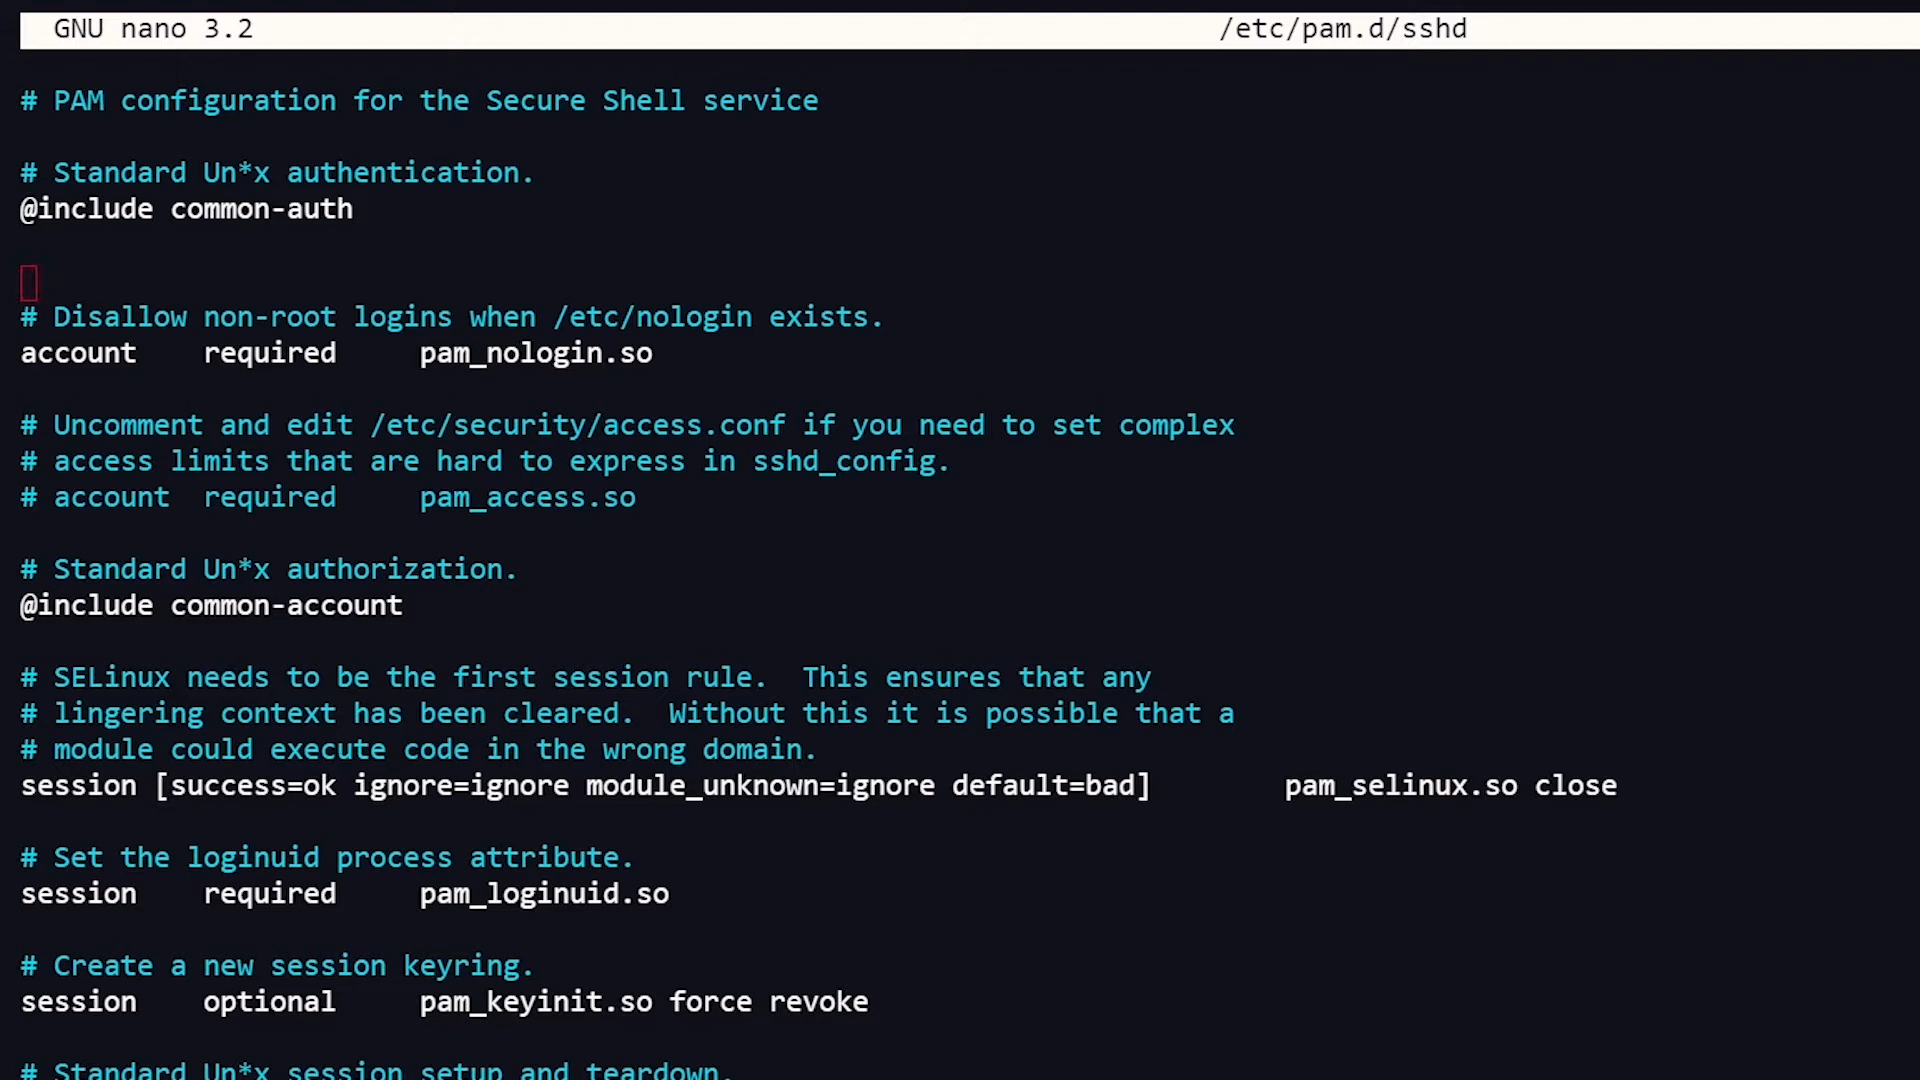 GNU nano 3.2 /etc/pam.d/sshd
# PAM configuration for the Secure Shell service
# Standard Un*x authentication.
@include common-auth
# Disallow non-root logins when /etc/nologin exists.
account    required     pam_nologin.so
# Uncomment and edit /etc/security/access.conf if you need to set complex
# access limits that are hard to express in sshd_config.
# account  required     pam_access.so
# Standard Un*x authorization.
@include common-account
# SELinux needs to be the first session rule.  This ensures that any
# lingering context has been cleared.  Without this it is possible that a
# module could execute code in the wrong domain.
session [success=ok ignore=ignore module_unknown=ignore default=bad]        pam_selinux.so close
# Set the loginuid process attribute.
session    required     pam_loginuid.so
# Create a new session keyring.
session    optional     pam_keyinit.so force revoke
# Standard Un*x session setup and teardown.